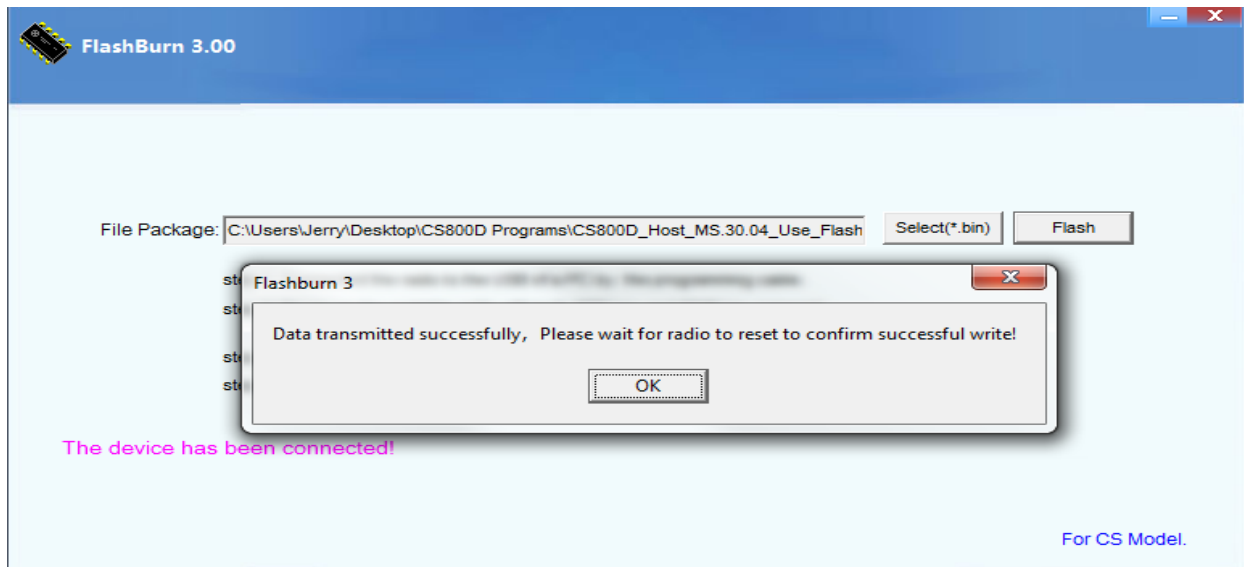 FlashBurn 3.00
File Package: C:\Users\Jerry\Desktop\CS800D Programs\CS800D_Host_MS.30.04_Use_Flash Select(*.bin) Flash
Flashburn 3
Data transmitted successfully, Please wait for radio to reset to confirm successful write!
OK
The device has been connected!
For CS Model.